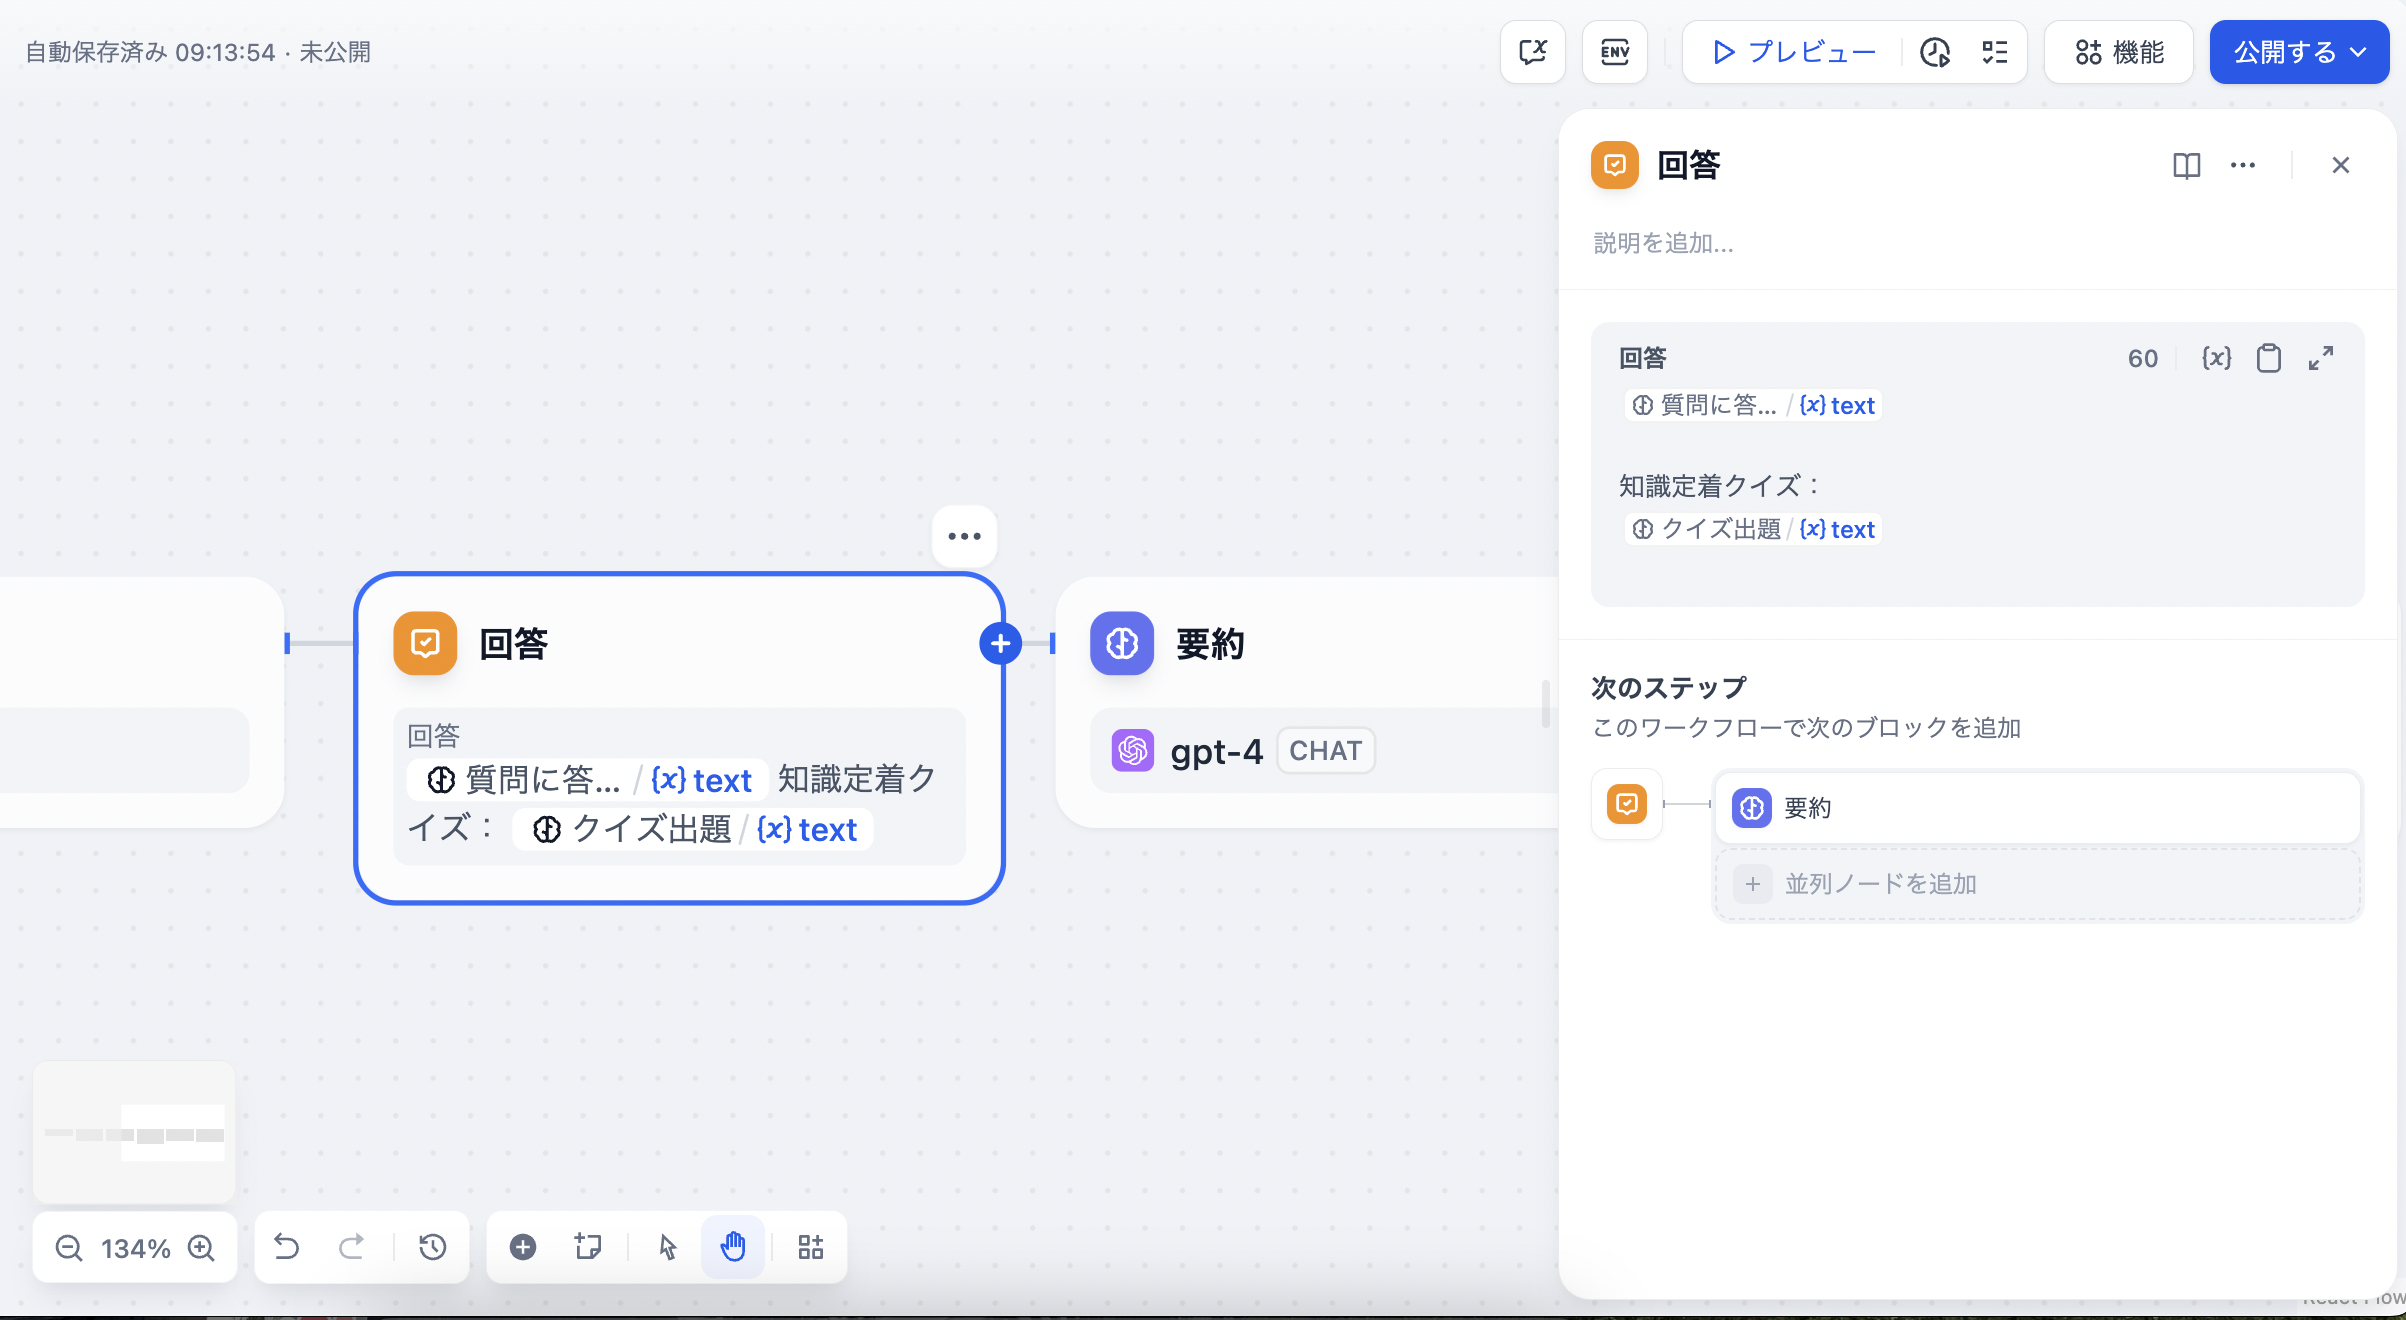 自動保存済み 09:13:54 · 未公開
ENV
プレビュー
機能
公開する
回答
説明を追加...
回答
60
{x}
質問に答... / {x} text
知識定着クイズ：
クイズ出題 / {x} text
次のステップ
このワークフローで次のブロックを追加
要約
並列ノードを追加
回答
回答
質問に答... / {x} text 知識定着ク
イズ： クイズ出題 / {x} text
要約
gpt-4 CHAT
134%
React Flow